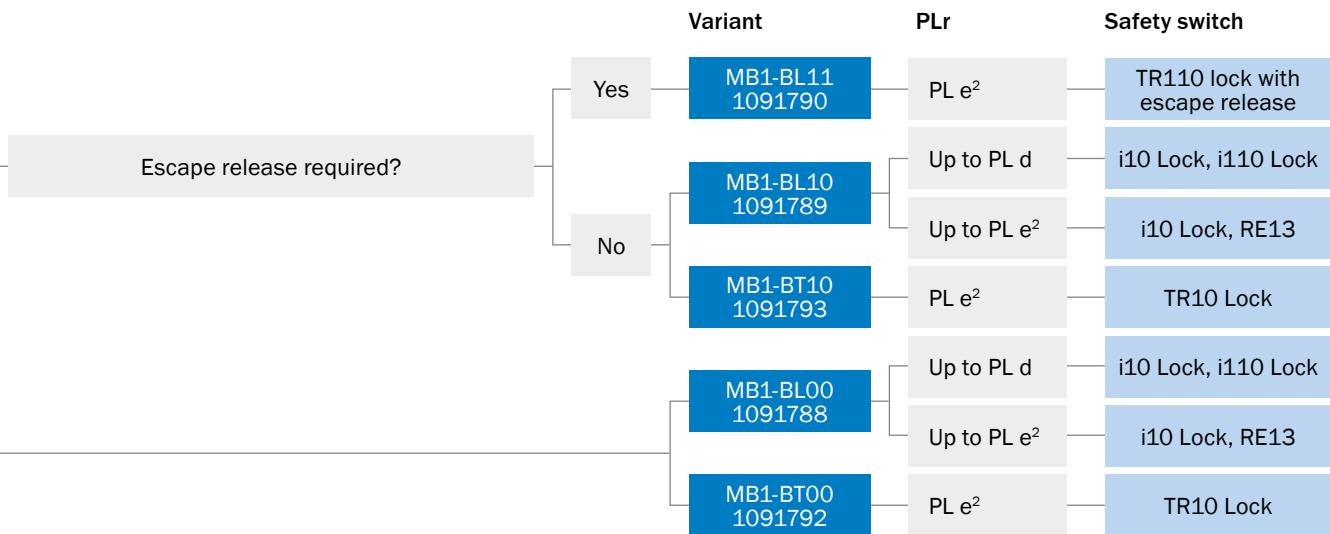 Variant PLr Safety switch
Yes
MB1-BL11
1091790
PL e²
TR110 lock with
escape release
Escape release required?
No
MB1-BL10
1091789
Up to PL d
i10 Lock, i110 Lock
Up to PL e²
i10 Lock, RE13
MB1-BT10
1091793
PL e²
TR10 Lock
MB1-BL00
1091788
Up to PL d
i10 Lock, i110 Lock
Up to PL e²
i10 Lock, RE13
MB1-BT00
1091792
PL e²
TR10 Lock